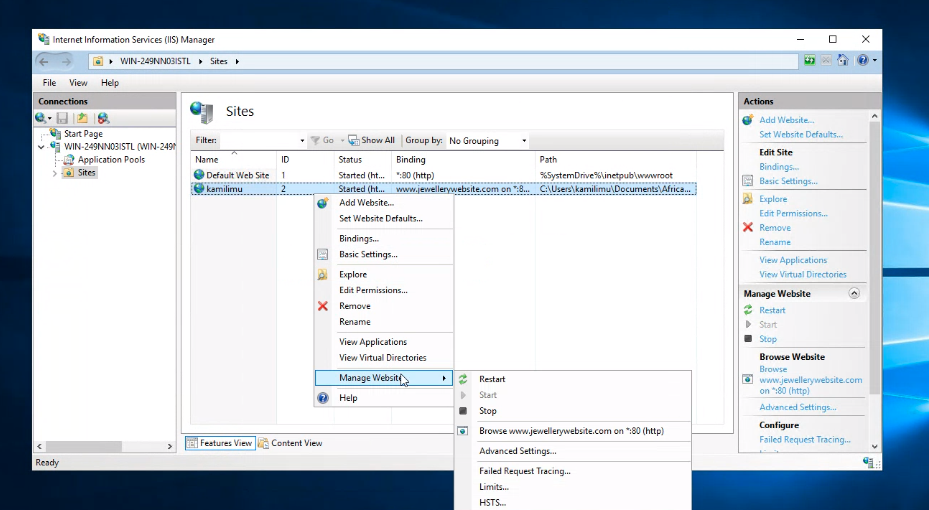 Internet Information Services (IIS) Manager
WIN-249NN03ISTL
Sites
File View Help
Connections
Start Page
WIN-249NN03ISTL (WIN-249N
Application Pools
Sites
Sites
Filter:
Go
Show All
Group by:
No Grouping
Name ID Status Binding Path
Default Web Site 1 Started (ht... *:80 (http) %SystemDrive%\inetpub\wwwroot
kamilimu 2 Started (ht... www.jewellerywebsite.com on *:8... C:\Users\kamilimu\Documents\Africa...
Add Website...
Set Website Defaults...
Bindings...
Basic Settings...
Explore
Edit Permissions...
Remove
Rename
View Applications
View Virtual Directories
Manage Website
Help
Restart
Start
Stop
Browse www.jewellerywebsite.com on *:80 (http)
Advanced Settings...
Failed Request Tracing...
Limits...
HSTS...
Features View
Content View
Ready
Actions
Add Website...
Set Website Defaults...
Edit Site
Bindings...
Basic Settings...
Explore
Edit Permissions...
Remove
Rename
View Applications
View Virtual Directories
Manage Website
Restart
Start
Stop
Browse Website
Browse
www.jewellerywebsite.com
on *:80 (http)
Advanced Settings...
Configure
Failed Request Tracing...